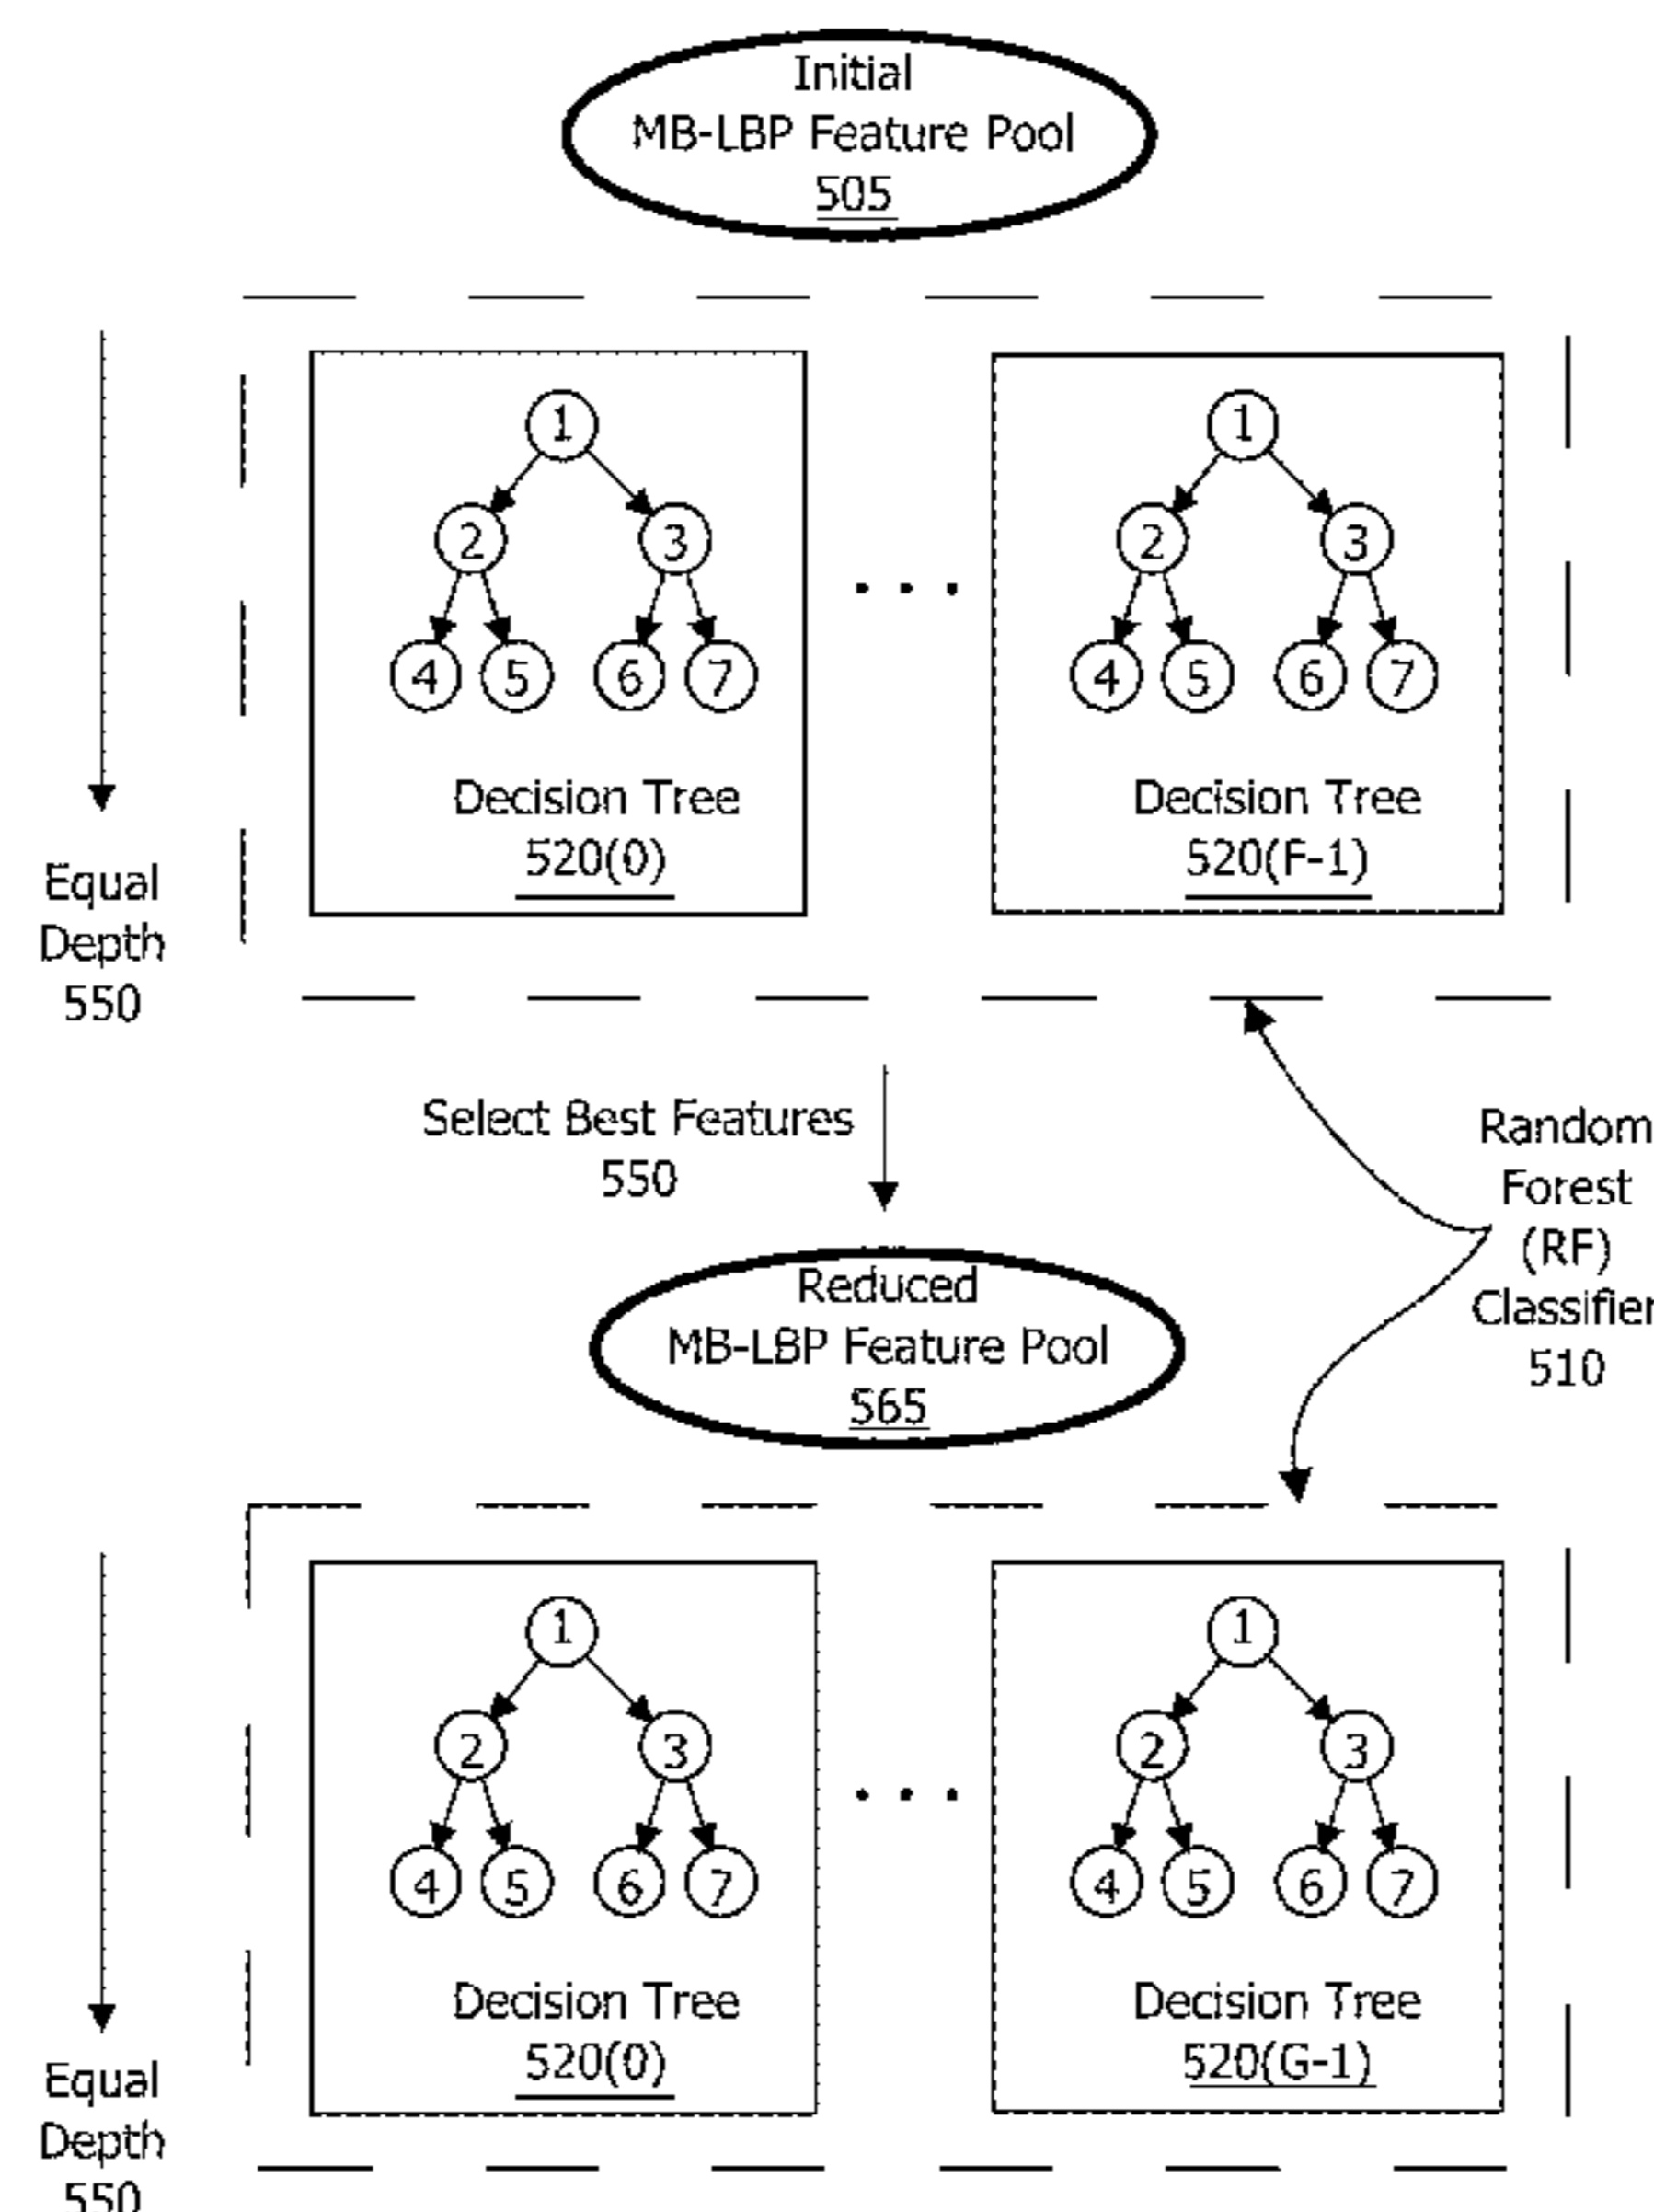 Initial
MB-LBP Feature Pool
505
1
1
2
3
2
3
. . .
4
5
6
7
4
5
6
7
Decision Tree
520(0)
Decision Tree
520(F-1)
Equal
Depth
550
Select Best Features
550
Random
Forest
(RF)
Classifier
510
Reduced
MB-LBP Feature Pool
565
1
1
2
3
2
3
. . .
4
5
6
7
4
5
6
7
Decision Tree
520(0)
Decision Tree
520(G-1)
Equal
Depth
550